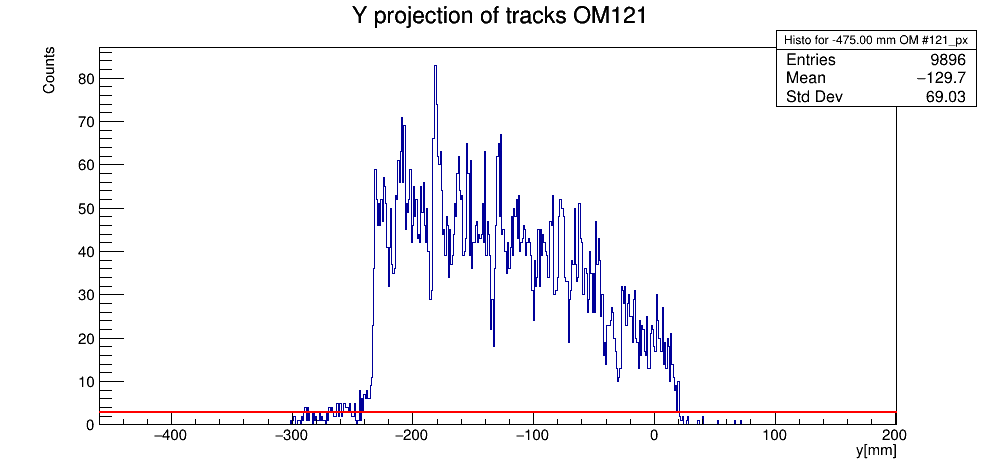 Y projection of tracks OM121
Histo for -475.00 mm OM #121_px
Entries 9896
Mean −129.7
Std Dev 69.03
Counts
80
70
60
50
40
30
20
10
0
−400 −300 −200 −100 0 100 200
y[mm]